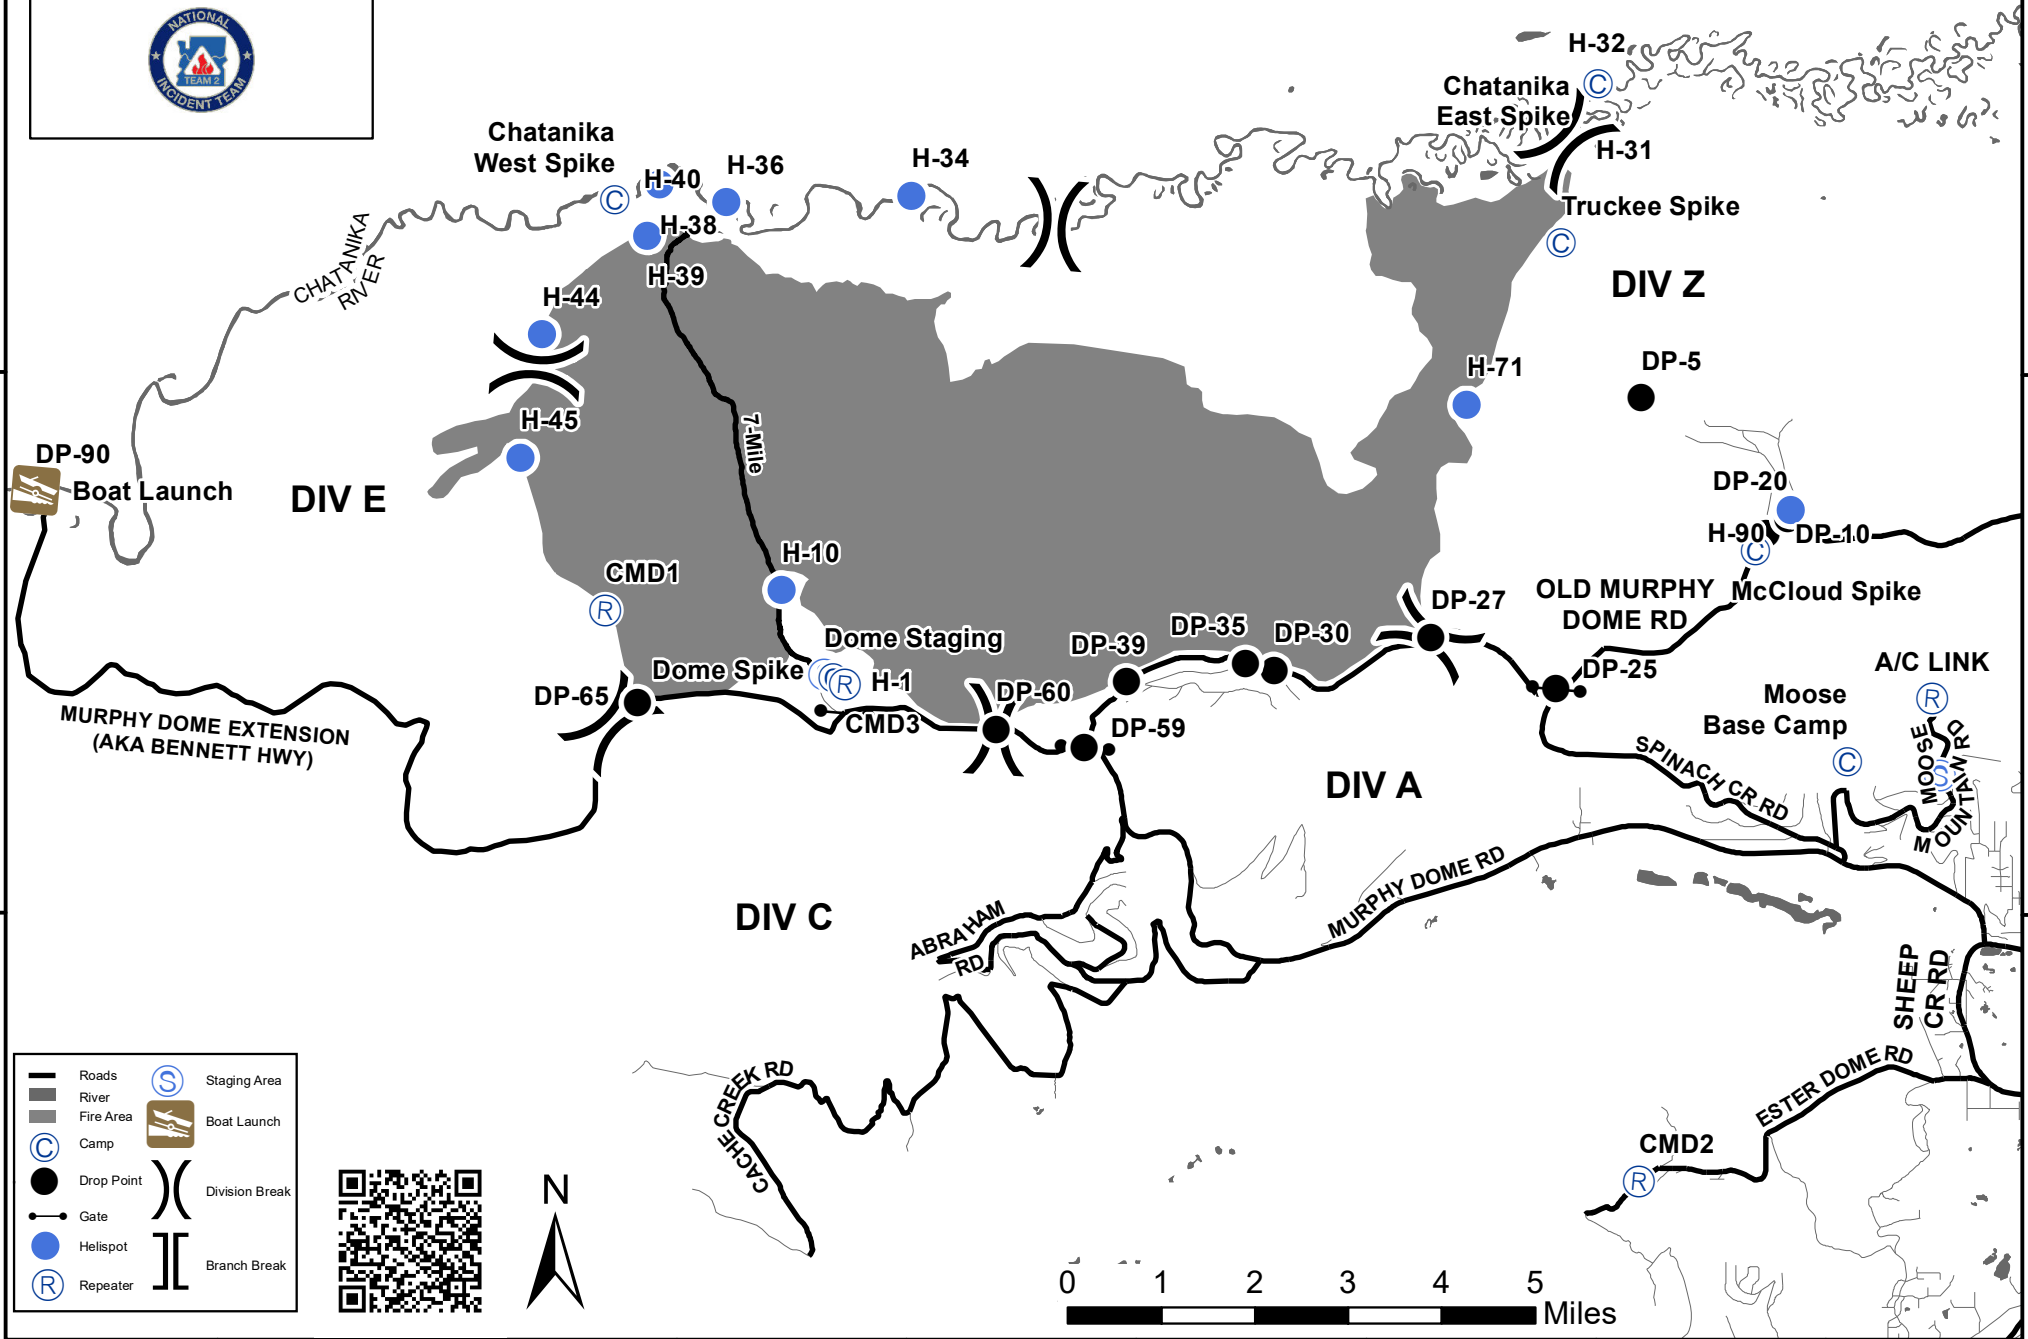 NATIONAL
TEAM 2
INCIDENT TEAM
H-32
Chatanika
East Spike
H-31
Truckee Spike
Chatanika
West Spike
H-40
H-36
H-34
H-38
H-39
CHATANIKA
RIVER
H-44
DIV Z
H-71
DP-5
H-45
7-Mile
DP-90
Boat Launch
DIV E
DP-20
H-90
DP-10
H-10
CMD1
OLD MURPHY
DOME RD
McCloud Spike
DP-27
Dome Staging
DP-39
DP-35
DP-30
Dome Spike
H-1
DP-65
DP-60
DP-25
A/C LINK
Moose
Base Camp
CMD3
DP-59
MURPHY DOME EXTENSION
(AKA BENNETT HWY)
SPINACH CR RD
MOOSE
MOUNTAIN RD
DIV A
MURPHY DOME RD
DIV C
ABRAHAM
RD
SHEEP
CR RD
CACHE CREEK RD
ESTER DOME RD
CMD2
Roads
River
Fire Area
C Camp
Drop Point
Gate
Helispot
R Repeater
S Staging Area
Boat Launch
Division Break
Branch Break
N
0 1 2 3 4 5
Miles